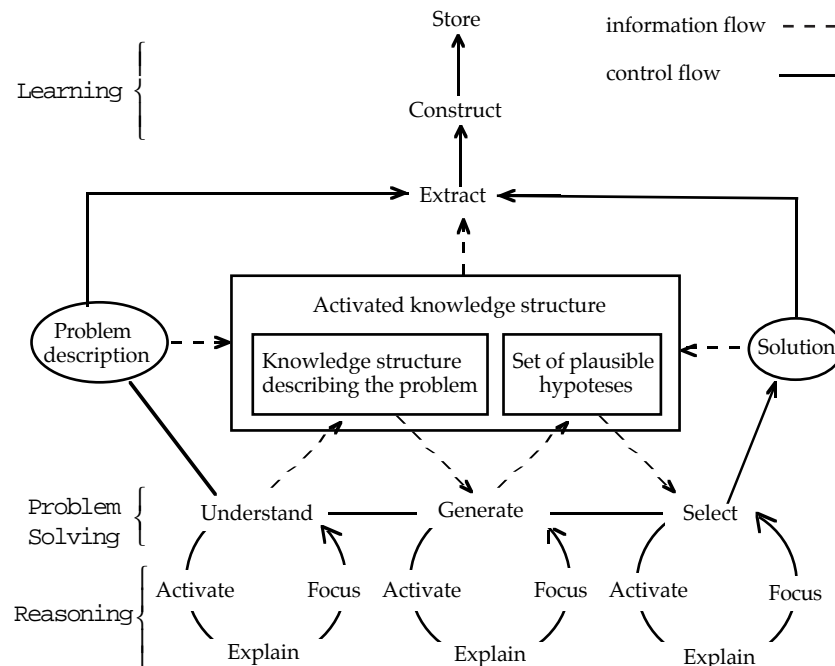 Store
information flow
control flow
Learning
Construct
Extract
Activated knowledge structure
Problem
description
Knowledge structure
describing the problem
Set of plausible
hypoteses
Solution
Problem
Solving
Understand
Generate
Select
Reasoning
Activate
Focus
Activate
Focus
Activate
Focus
Explain
Explain
Explain